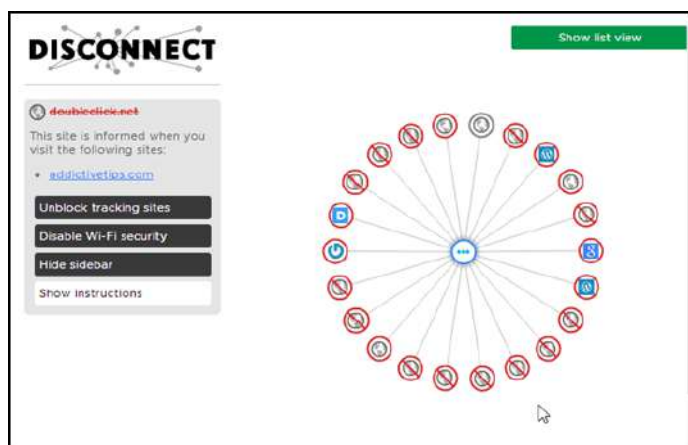 DISCONNECT
Show list view
doubleclick.net
This site is informed when you
visit the following sites:
addictivetips.com
Unblock tracking sites
Disable Wi-Fi security
Hide sidebar
Show instructions